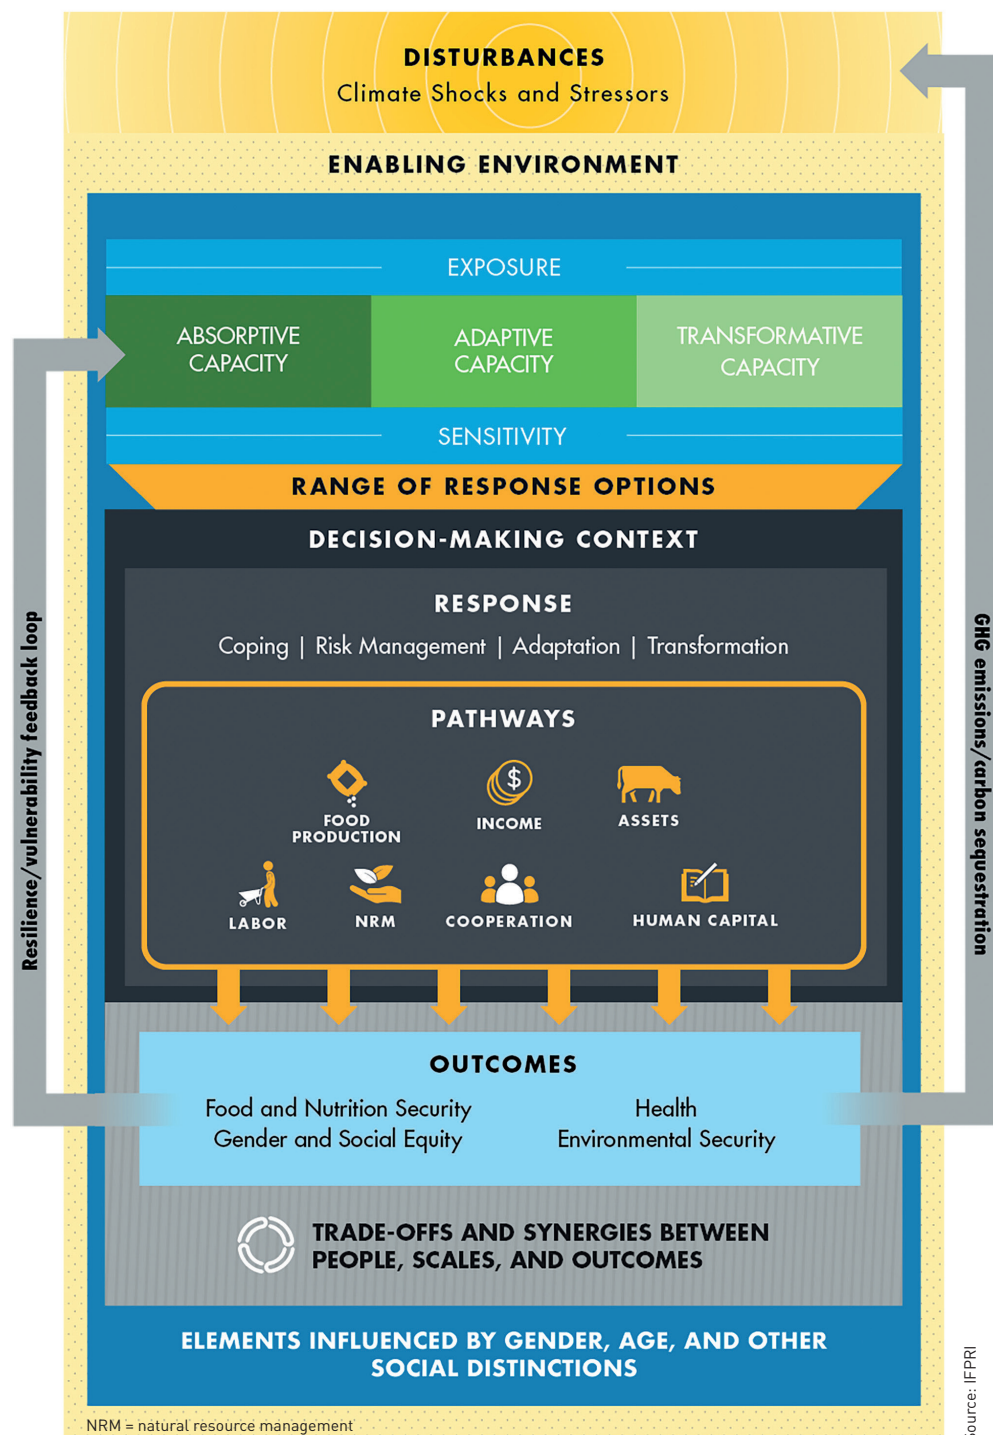 DISTURBANCES
Climate Shocks and Stressors
ENABLING ENVIRONMENT
EXPOSURE
ABSORPTIVE
CAPACITY
ADAPTIVE
CAPACITY
TRANSFORMATIVE
CAPACITY
SENSITIVITY
RANGE OF RESPONSE OPTIONS
DECISION-MAKING CONTEXT
RESPONSE
Coping | Risk Management | Adaptation | Transformation
PATHWAYS
FOOD
PRODUCTION
$
INCOME
ASSETS
LABOR
NRM
COOPERATION
HUMAN CAPITAL
OUTCOMES
Food and Nutrition Security
Gender and Social Equity
Health
Environmental Security
TRADE-OFFS AND SYNERGIES BETWEEN
PEOPLE, SCALES, AND OUTCOMES
ELEMENTS INFLUENCED BY GENDER, AGE, AND OTHER
SOCIAL DISTINCTIONS
Resilience/vulnerability feedback loop
GHG emissions/carbon sequestration
NRM = natural resource management
Source: IFPRI